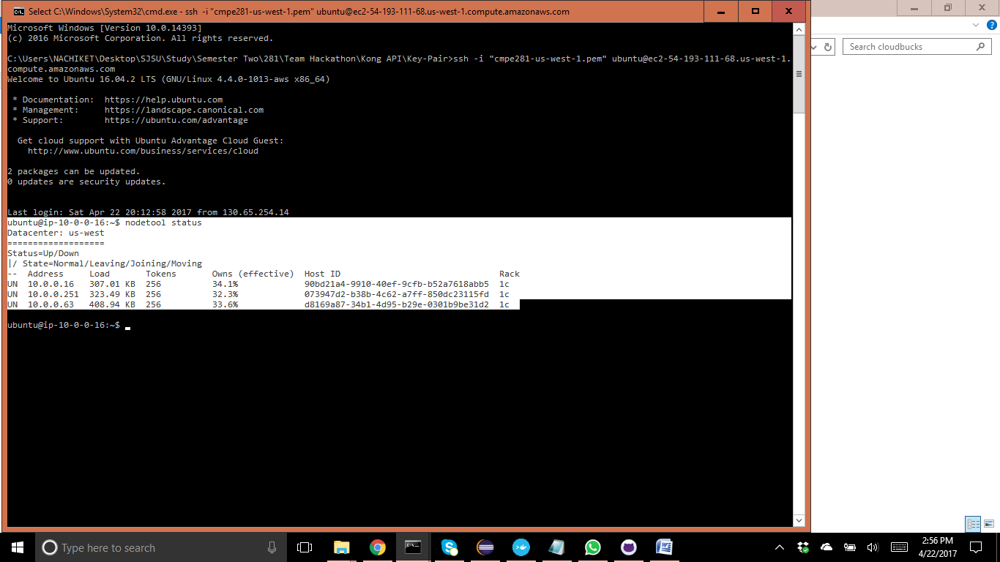 Select C:\Windows\System32\cmd.exe - ssh -i "cmpe281-us-west-1.pem" ubuntu@ec2-54-193-111-68.us-west-1.compute.amazonaws.com
Microsoft Windows [Version 10.0.14393]
(c) 2016 Microsoft Corporation. All rights reserved.
C:\Users\NACHIKET\Desktop\SJSU\Study\Semester Two\281\Team Hackathon\Kong API\Key-Pair>ssh -i "cmpe281-us-west-1.pem" ubuntu@ec2-54-193-111-68.us-west-1.
compute.amazonaws.com
Welcome to Ubuntu 16.04.2 LTS (GNU/Linux 4.4.0-1013-aws x86_64)
* Documentation:  https://help.ubuntu.com
* Management:     https://landscape.canonical.com
* Support:        https://ubuntu.com/advantage
Get cloud support with Ubuntu Advantage Cloud Guest:
http://www.ubuntu.com/business/services/cloud
2 packages can be updated.
0 updates are security updates.
Last login: Sat Apr 22 20:12:58 2017 from 130.65.254.14
ubuntu@ip-10-0-0-16:~$ nodetool status
Datacenter: us-west
===================
Status=Up/Down
|/ State=Normal/Leaving/Joining/Moving
--  Address     Load       Tokens       Owns (effective)  Host ID                               Rack
UN  10.0.0.16   307.01 KB  256          34.1%             90bd21a4-9910-40ef-9cfb-b52a7618abb5  1c
UN  10.0.0.251  323.49 KB  256          32.3%             073947d2-b38b-4c62-a7ff-850dc23115fd  1c
UN  10.0.0.63   408.94 KB  256          33.6%             d8169a87-34b1-4d95-b29e-0301b9be31d2  1c
ubuntu@ip-10-0-0-16:~$
Search cloudbucks
Type here to search
2:56 PM
4/22/2017